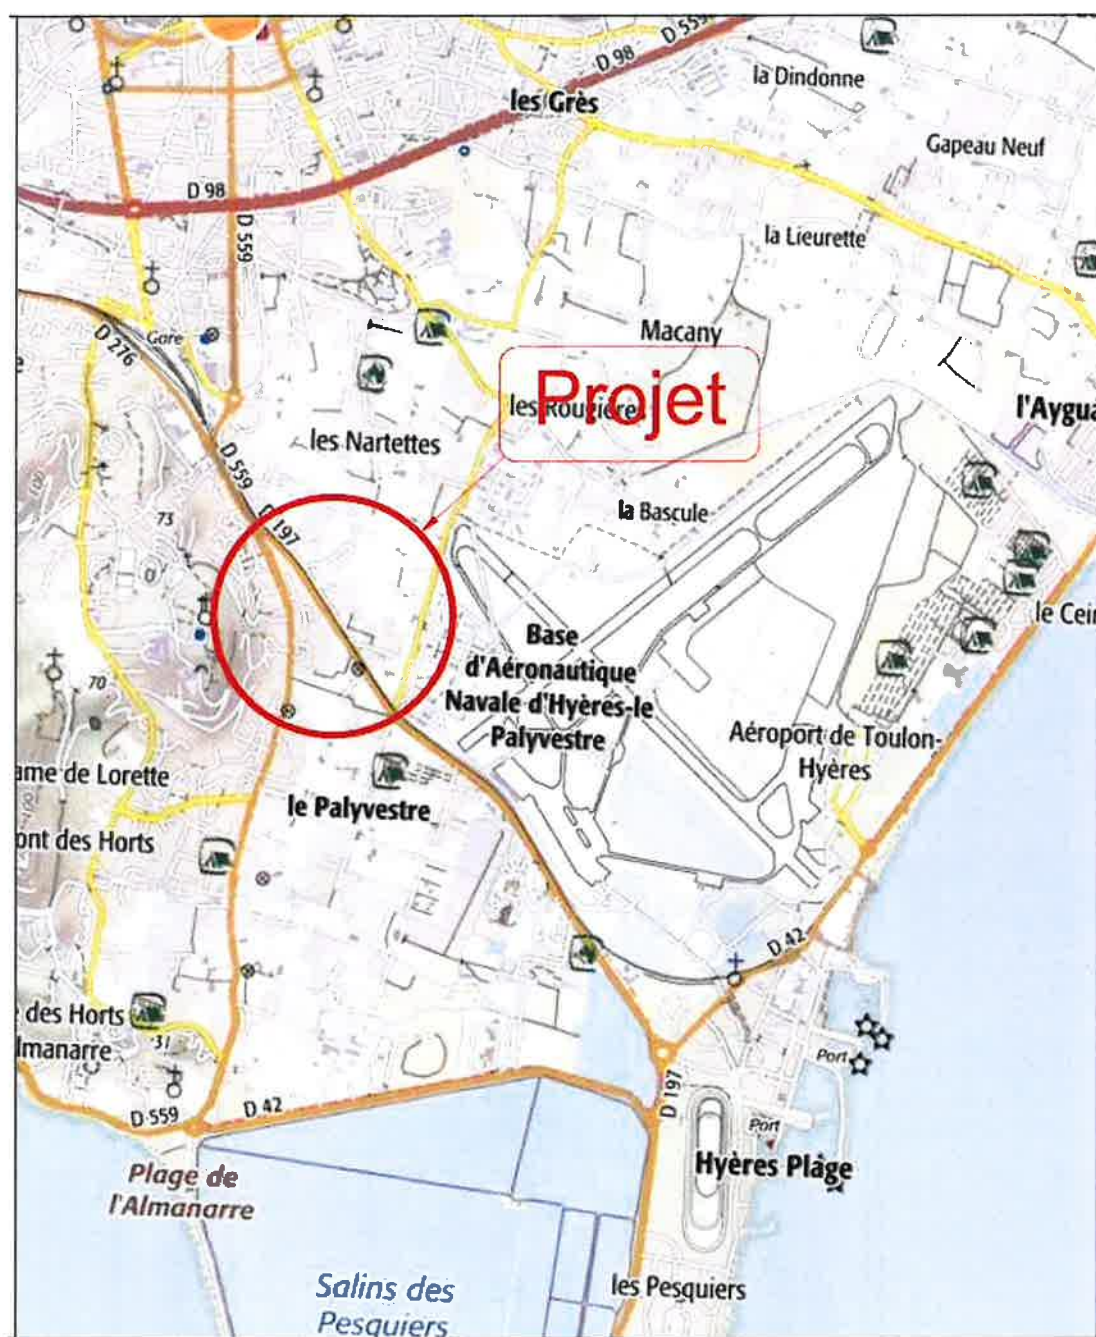 D 559
D 98
la Dindonne
les Grès
Gapeau Neuf
D 98
D 559
la Lieurette
Macany
Gare
D 276
Projet
les Rougières
l'Aygua
les Nartettes
D 559
la Bascule
73
D 197
100
0
le Cein
Base
d'Aéronautique
Navale d'Hyères-le
Palyvestre
70
Aéroport de Toulon-
Hyères
ame de Lorette
le Palyvestre
ont des Horts
D 42
des Horts
lmanarre
31
Port
D 559
D 42
D 197
Port
Hyères Plage
Plage de
l'Almanarre
Salins des
Pesquiers
les Pesquiers